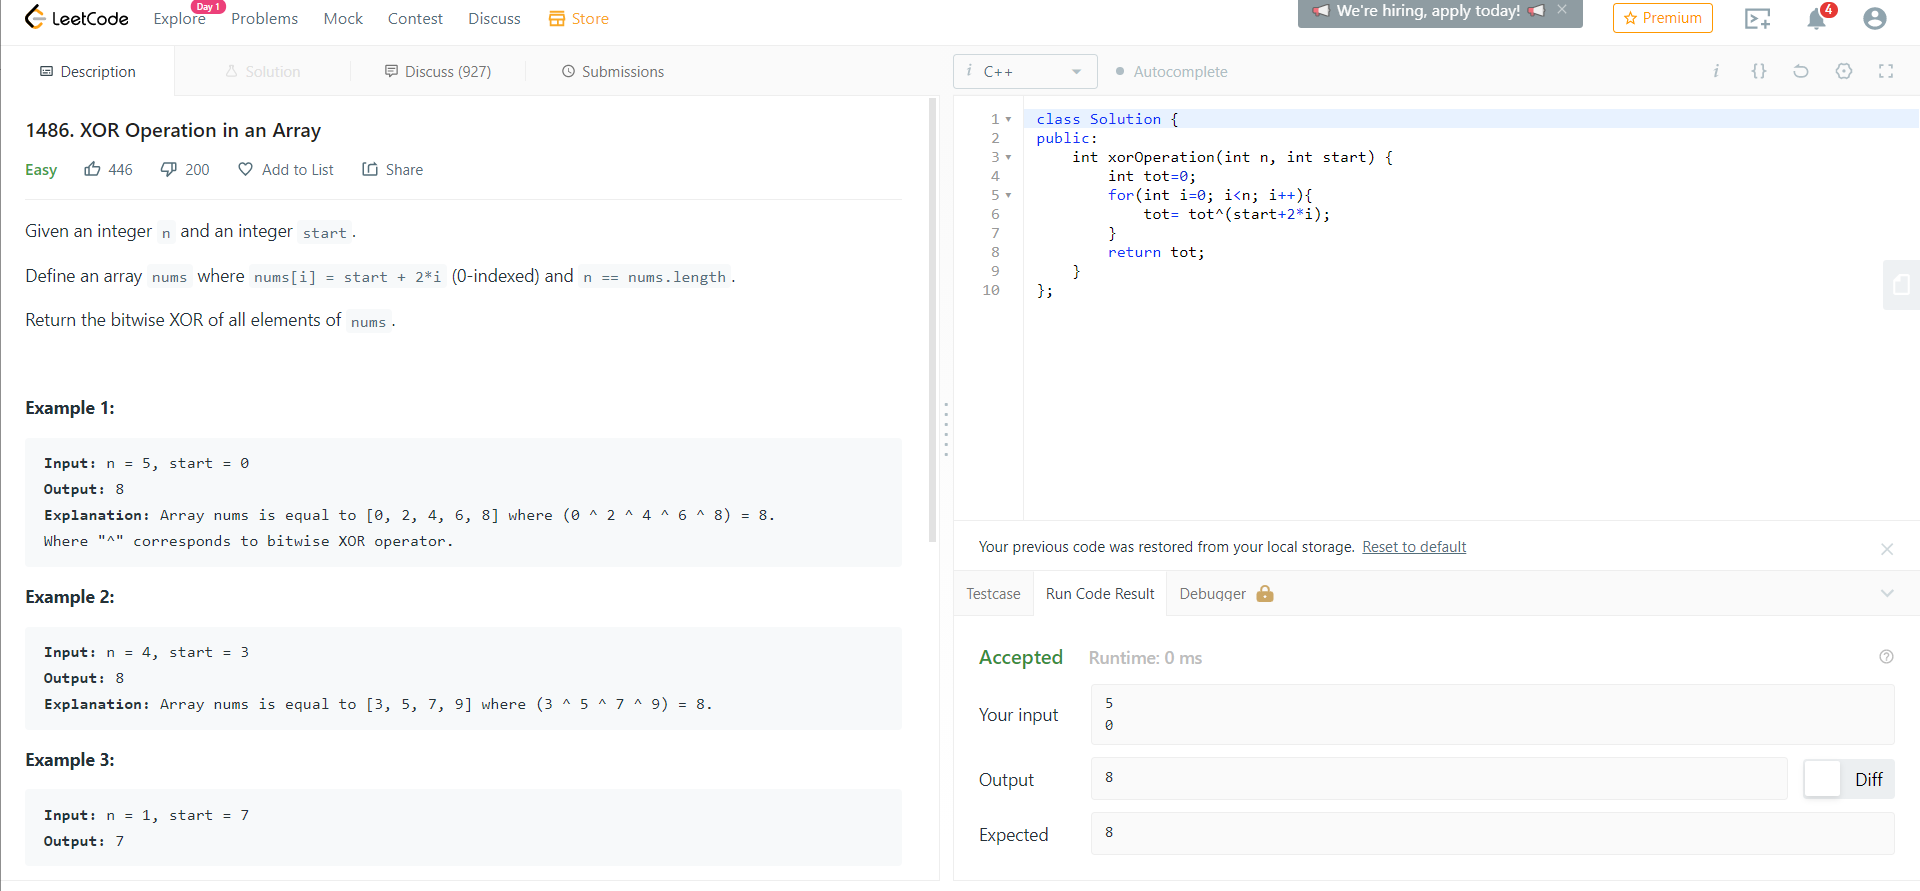 LeetCode
Explore
Day 1
Problems
Mock
Contest
Discuss
Store
We're hiring, apply today!
Premium
4
Description
Solution
Discuss (927)
Submissions
1486. XOR Operation in an Array
Easy
446
200
Add to List
Share
Given an integer n and an integer start.
Define an array nums where nums[i] = start + 2*i (0-indexed) and n == nums.length.
Return the bitwise XOR of all elements of nums.
Example 1:
Input: n = 5, start = 0
Output: 8
Explanation: Array nums is equal to [0, 2, 4, 6, 8] where (0 ^ 2 ^ 4 ^ 6 ^ 8) = 8.
Where "^" corresponds to bitwise XOR operator.
Example 2:
Input: n = 4, start = 3
Output: 8
Explanation: Array nums is equal to [3, 5, 7, 9] where (3 ^ 5 ^ 7 ^ 9) = 8.
Example 3:
Input: n = 1, start = 7
Output: 7
i C++
Autocomplete
i {}
1 class Solution {
2 public:
3     int xorOperation(int n, int start) {
4         int tot=0;
5         for(int i=0; i<n; i++){
6             tot= tot^(start+2*i);
7         }
8         return tot;
9     }
10 };
Your previous code was restored from your local storage. Reset to default
Testcase
Run Code Result
Debugger
Accepted
Runtime: 0 ms
Your input
5
0
Output
8
Diff
Expected
8